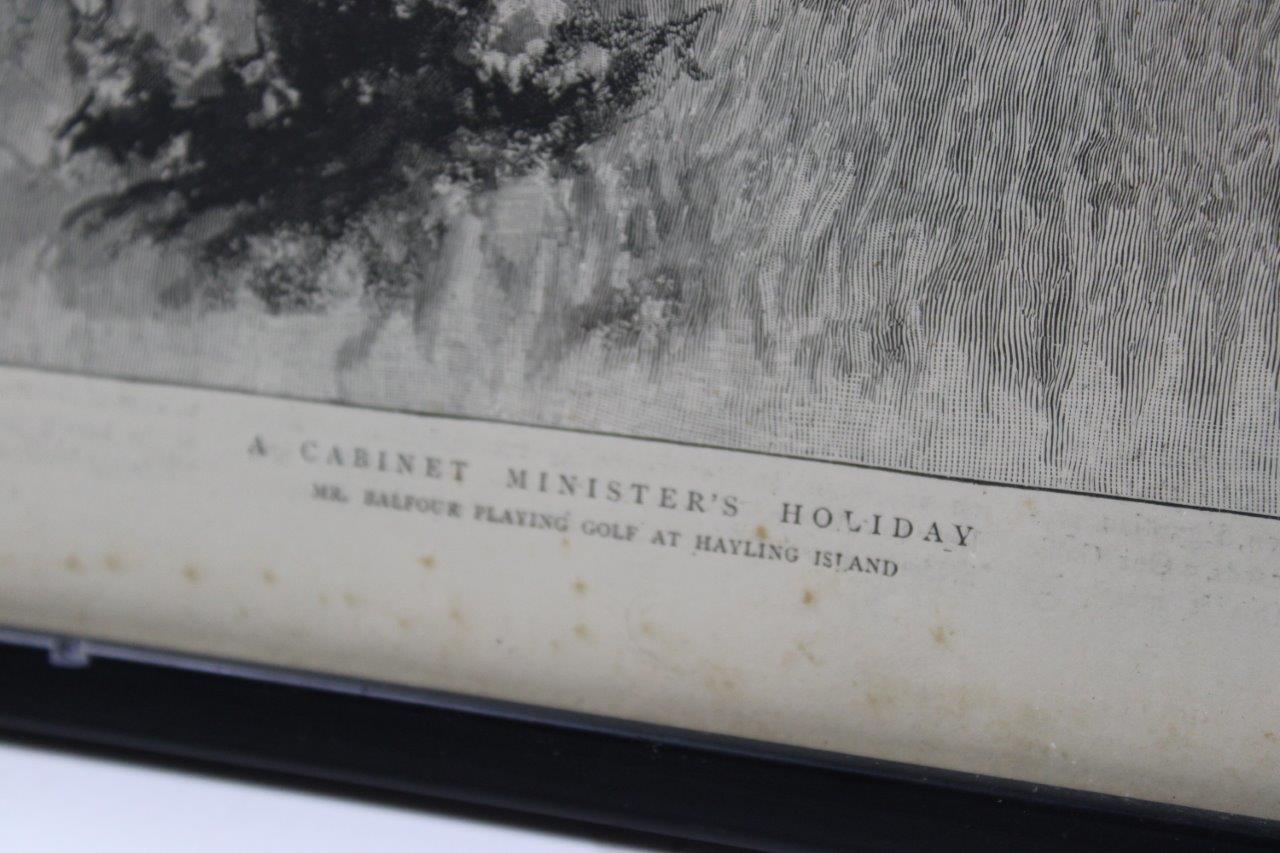 A CABINET MINISTER'S HOLIDAY
MR. BALFOUR PLAYING GOLF AT HAYLING ISLAND